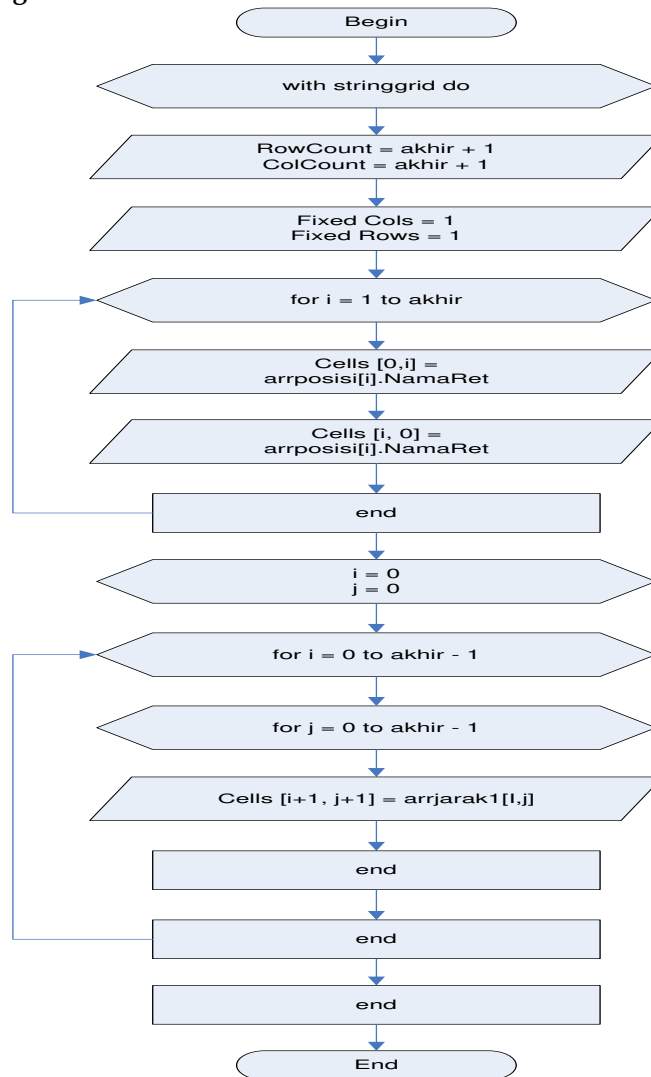 Begin
with stringgrid do
RowCount = akhir + 1
ColCount = akhir + 1
Fixed Cols = 1
Fixed Rows = 1
for i = 1 to akhir
Cells [0,i] =
arrposisi[i].NamaRet
Cells [i, 0] =
arrposisi[i].NamaRet
end
i = 0
j = 0
for i = 0 to akhir - 1
for j = 0 to akhir - 1
Cells [i+1, j+1] = arrjarak1[I,j]
end
end
end
End